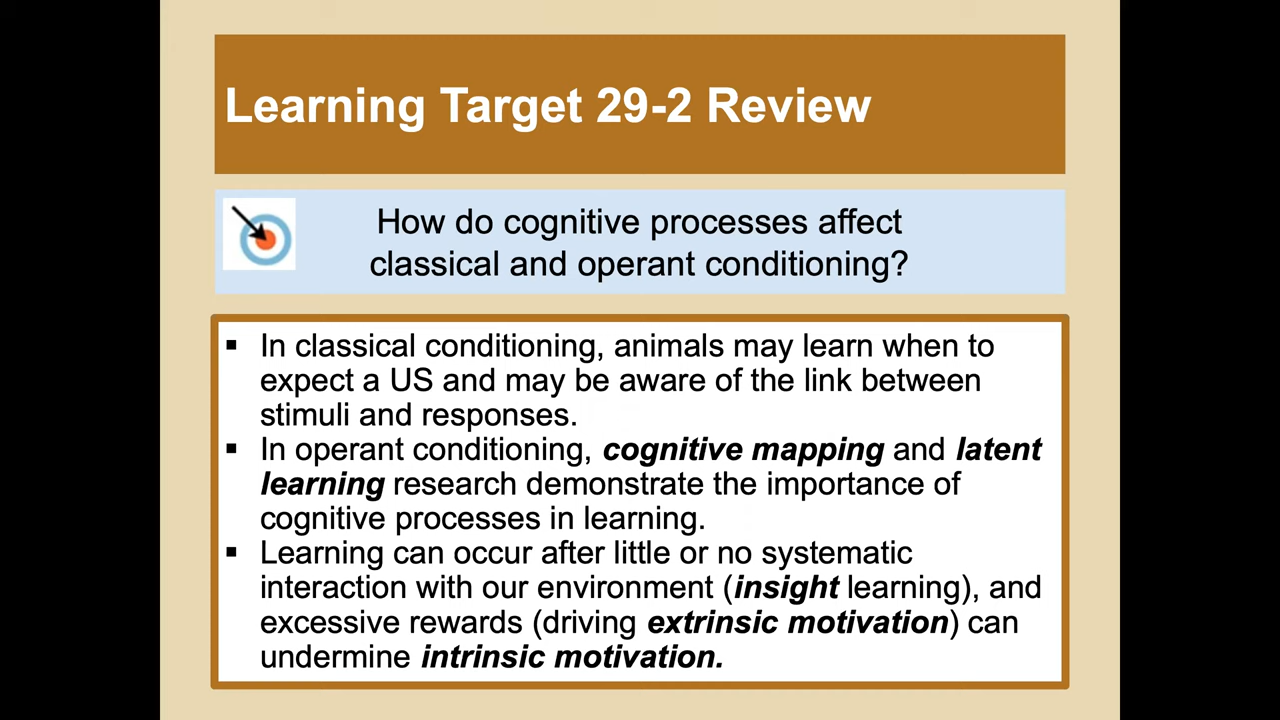 Learning Target 29-2 Review
How do cognitive processes affect
classical and operant conditioning?
▪ In classical conditioning, animals may learn when to
expect a US and may be aware of the link between
stimuli and responses.
▪ In operant conditioning, cognitive mapping and latent
learning research demonstrate the importance of
cognitive processes in learning.
▪ Learning can occur after little or no systematic
interaction with our environment (insight learning), and
excessive rewards (driving extrinsic motivation) can
undermine intrinsic motivation.